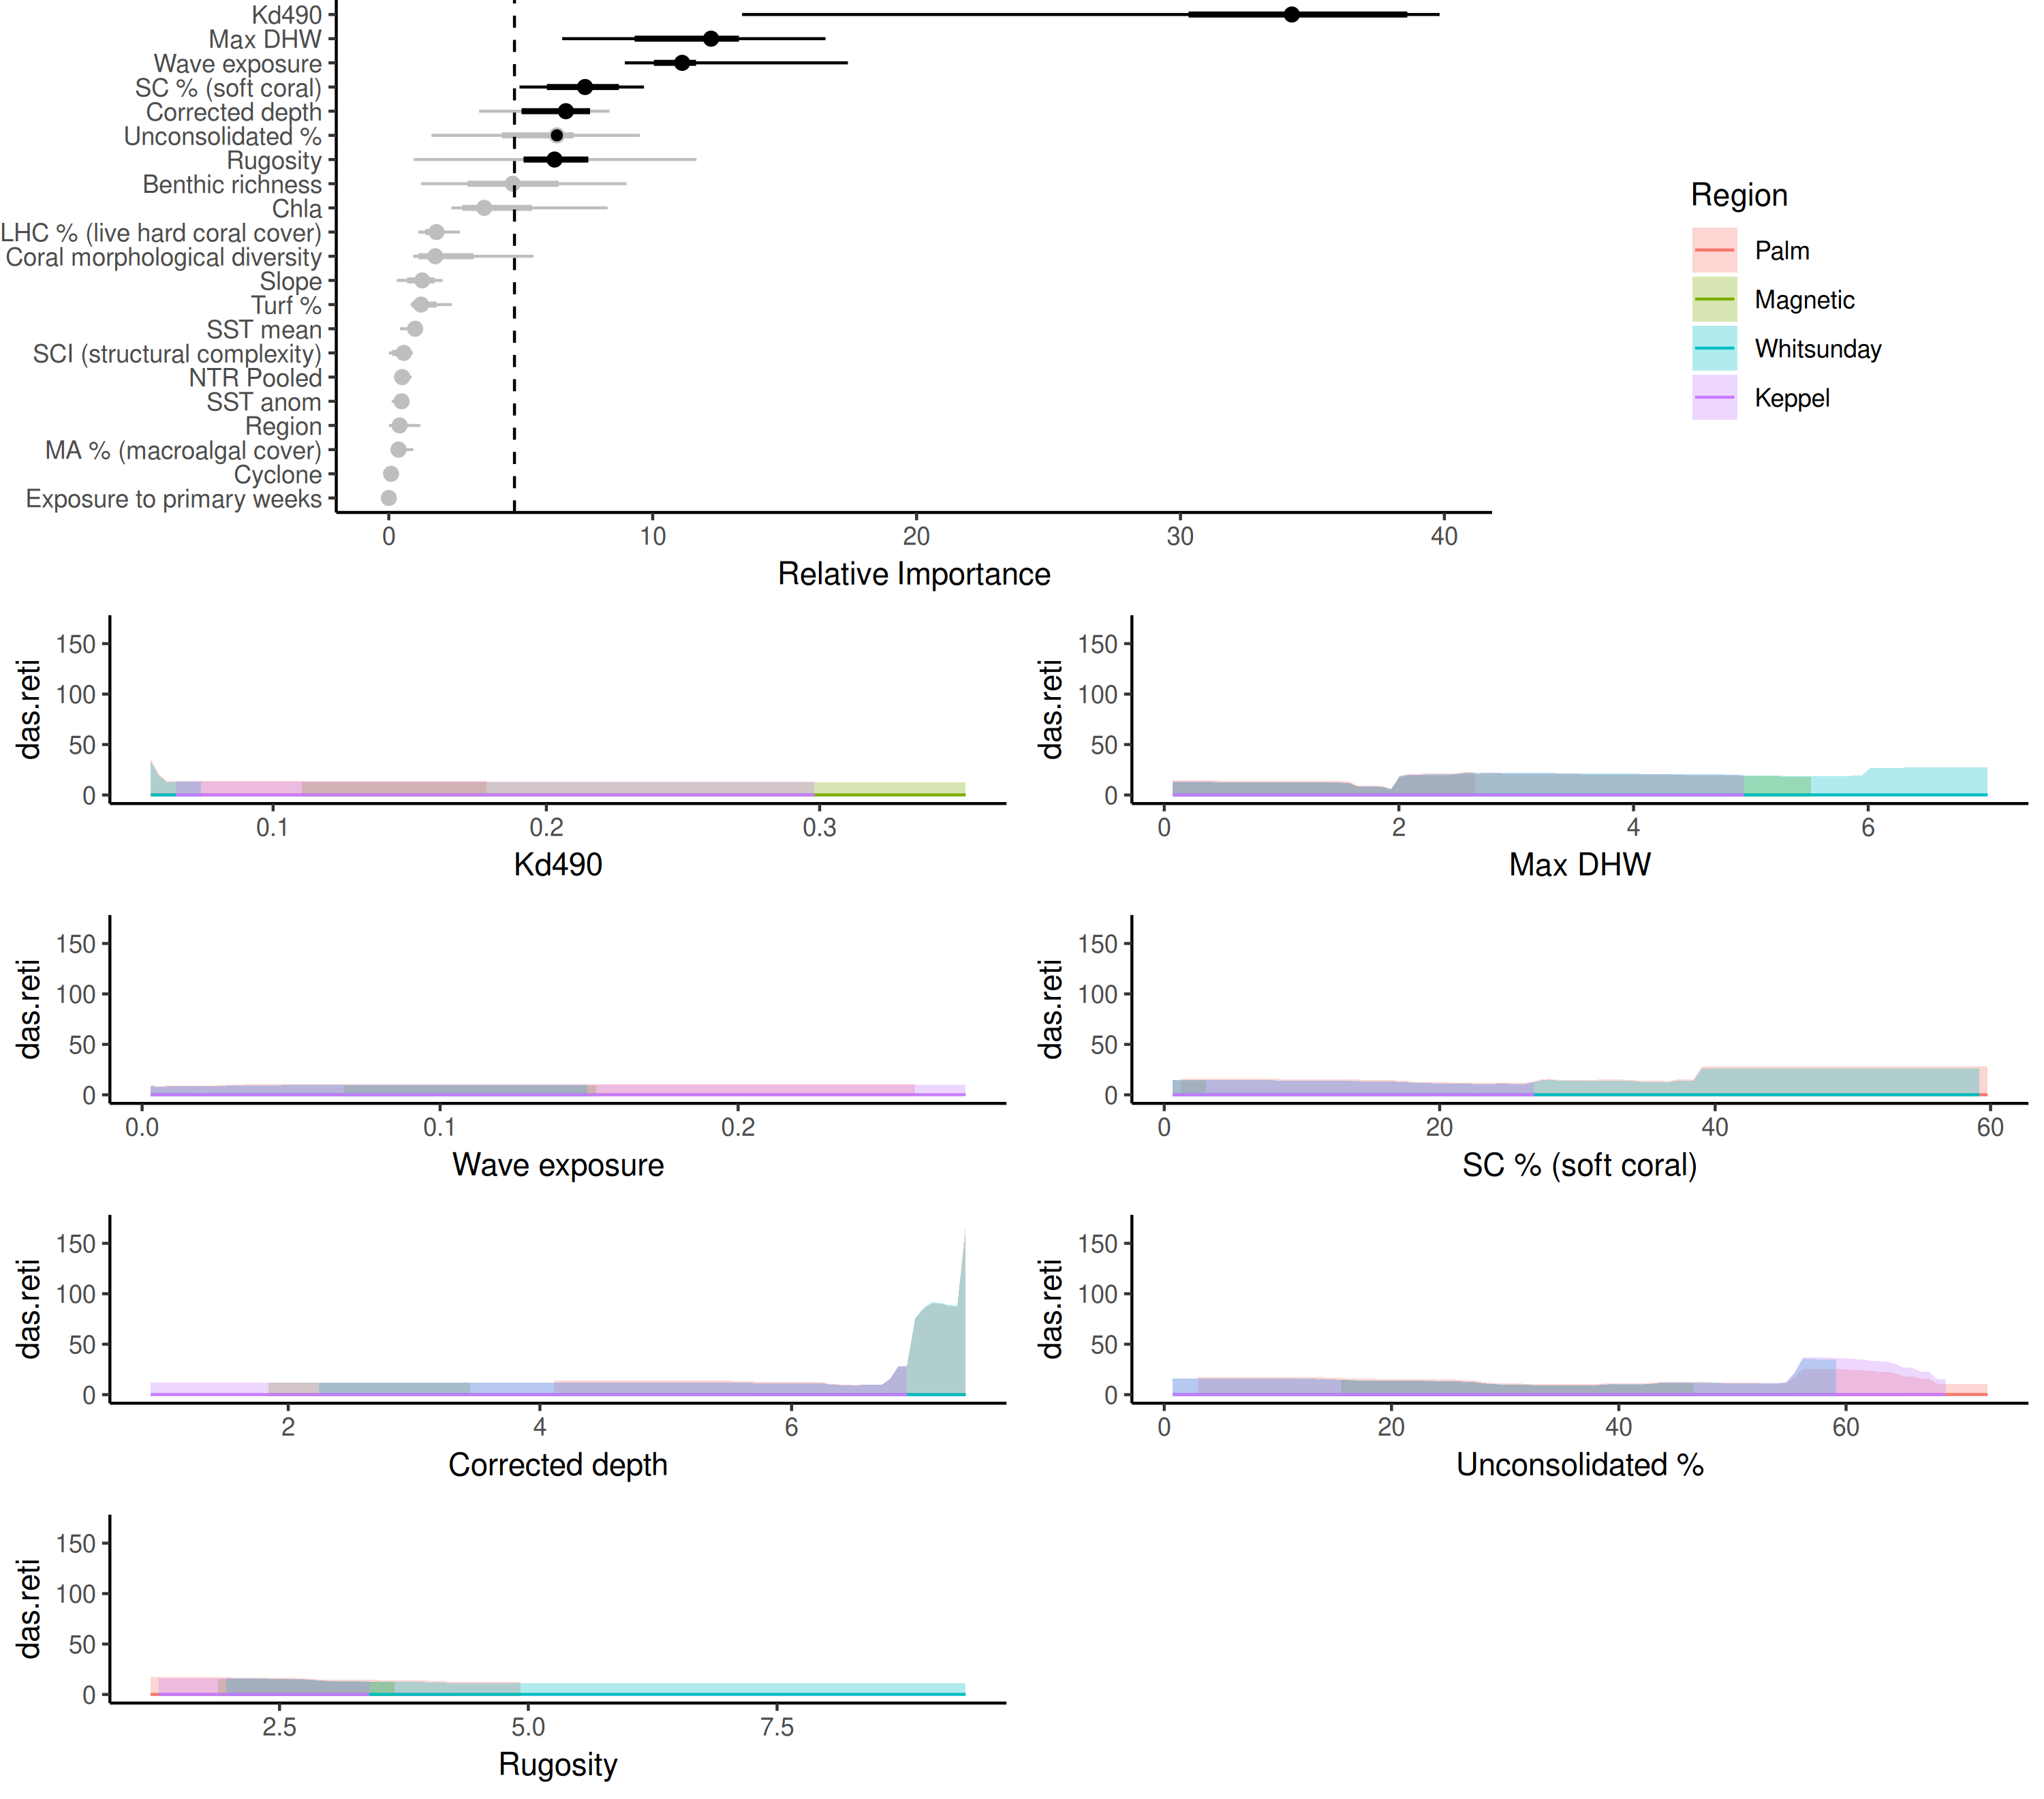 Kd490
Max DHW
Wave exposure
SC % (soft coral)
Corrected depth
Unconsolidated %
Rugosity
Benthic richness
Chla
LHC % (live hard coral cover)
Coral morphological diversity
Slope
Turf %
SST mean
SCI (structural complexity)
NTR Pooled
SST anom
Region
MA % (macroalgal cover)
Cyclone
Exposure to primary weeks
0 10 20 30 40
Relative Importance
Region
Palm
Magnetic
Whitsunday
Keppel
das.reti
150
100
50
0
0.1 0.2 0.3
Kd490
das.reti
150
100
50
0
0 2 4 6
Max DHW
das.reti
150
100
50
0
0.0 0.1 0.2
Wave exposure
das.reti
150
100
50
0
0 20 40 60
SC % (soft coral)
das.reti
150
100
50
0
2 4 6
Corrected depth
das.reti
150
100
50
0
0 20 40 60
Unconsolidated %
das.reti
150
100
50
0
2.5 5.0 7.5
Rugosity